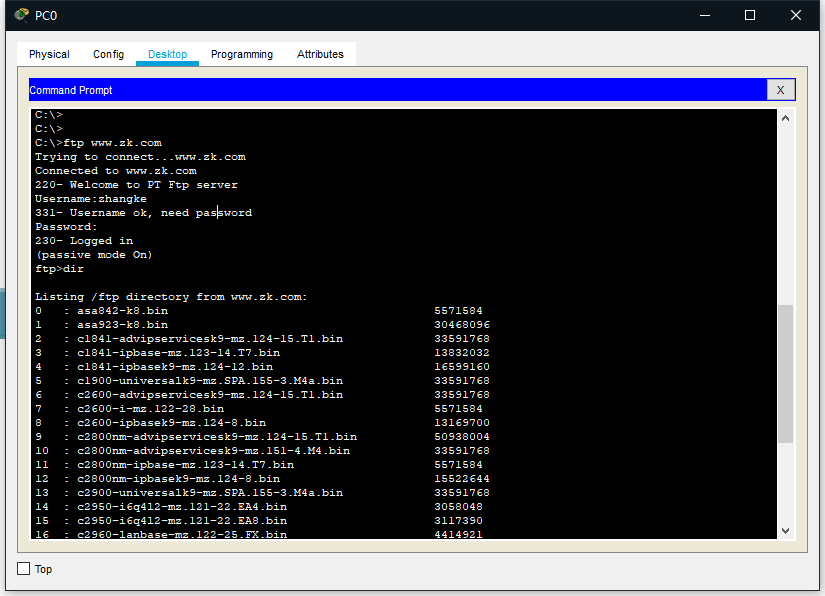 PC0
Physical Config Desktop Programming Attributes
Command Prompt X
C:\>
C:\>
C:\>ftp www.zk.com
Trying to connect...www.zk.com
Connected to www.zk.com
220- Welcome to PT Ftp server
Username:zhangke
331- Username ok, need password
Password:
230- Logged in
(passive mode On)
ftp>dir
Listing /ftp directory from www.zk.com:
0 : asa842-k8.bin 5571584
1 : asa923-k8.bin 30468096
2 : c1841-advipservicesk9-mz.124-15.T1.bin 33591768
3 : c1841-ipbase-mz.123-14.T7.bin 13832032
4 : c1841-ipbasek9-mz.124-12.bin 16599160
5 : c1900-universalk9-mz.SPA.155-3.M4a.bin 33591768
6 : c2600-advipservicesk9-mz.124-15.T1.bin 33591768
7 : c2600-i-mz.122-28.bin 5571584
8 : c2600-ipbasek9-mz.124-8.bin 13169700
9 : c2800nm-advipservicesk9-mz.124-15.T1.bin 50938004
10 : c2800nm-advipservicesk9-mz.151-4.M4.bin 33591768
11 : c2800nm-ipbase-mz.123-14.T7.bin 5571584
12 : c2800nm-ipbasek9-mz.124-8.bin 15522644
13 : c2900-universalk9-mz.SPA.155-3.M4a.bin 33591768
14 : c2950-i6q4l2-mz.121-22.EA4.bin 3058048
15 : c2950-i6q4l2-mz.121-22.EA8.bin 3117390
16 : c2960-lanbase-mz.122-25.FX.bin 4414921
Top